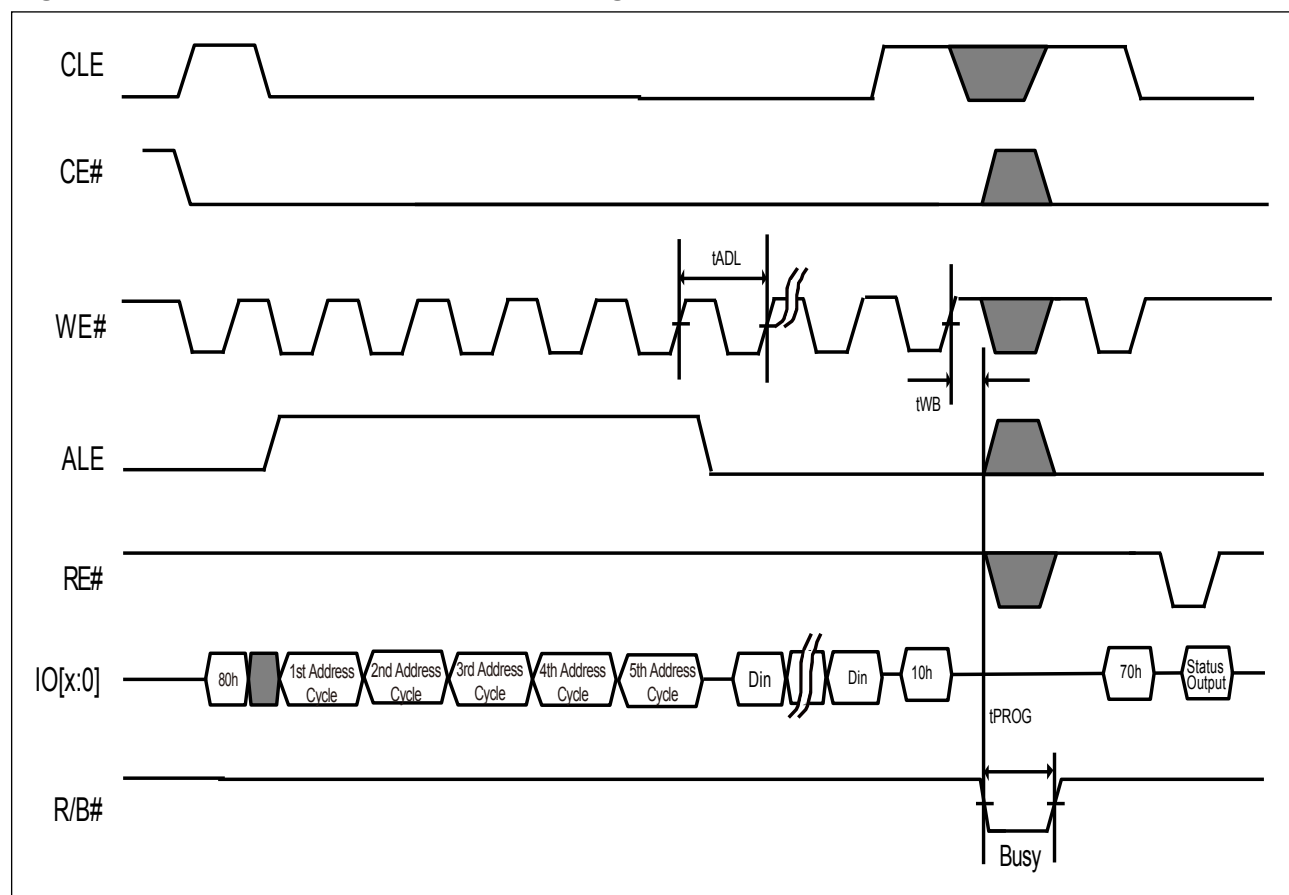 CLE
CE#
tADL
WE#
tWB
ALE
RE#
IO[x:0]
80h
1st Address
Cycle
2nd Address
Cycle
3rd Address
Cycle
4th Address
Cycle
5th Address
Cycle
Din
Din
10h
70h
Status
Output
tPROG
R/B#
Busy